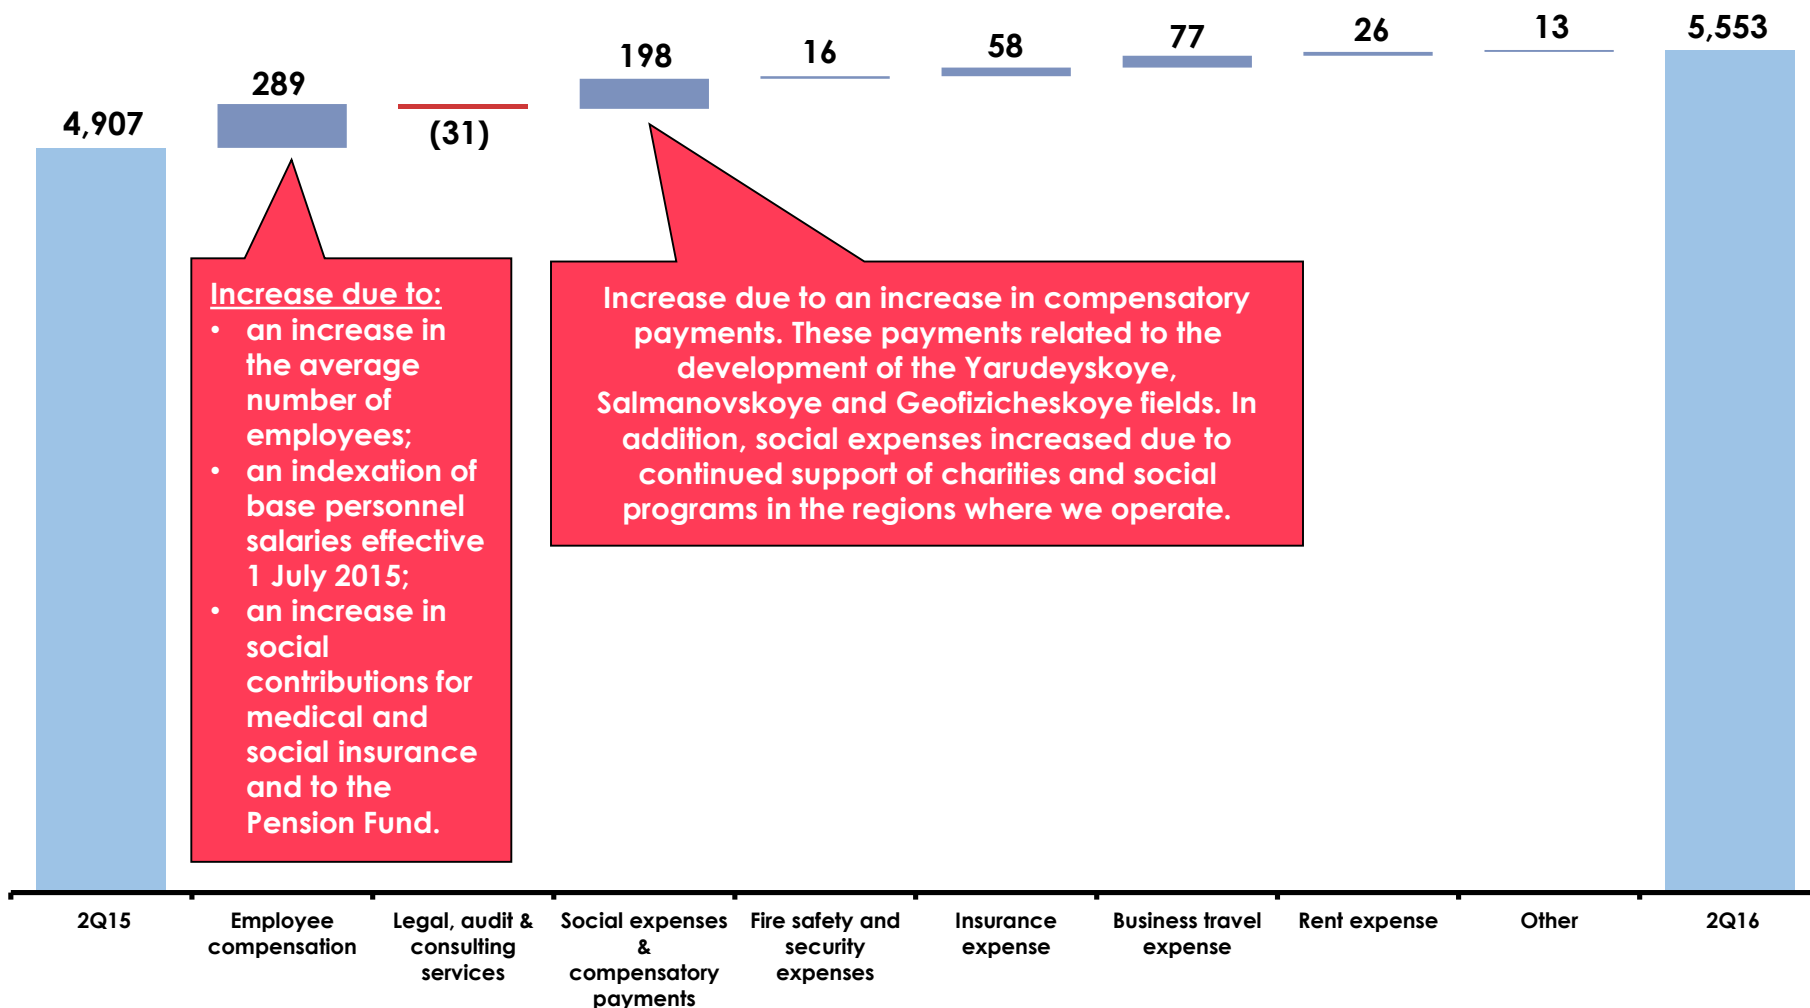 4,907
289
(31)
198
16
58
77
26
13
5,553
Increase due to:
• an increase in
the average
number of
employees;
• an indexation of
base personnel
salaries effective
1 July 2015;
• an increase in
social
contributions for
medical and
social insurance
and to the
Pension Fund.
Increase due to an increase in compensatory
payments. These payments related to the
development of the Yarudeyskoye,
Salmanovskoye and Geofizicheskoye fields. In
addition, social expenses increased due to
continued support of charities and social
programs in the regions where we operate.
2Q15
Employee
compensation
Legal, audit &
consulting
services
Social expenses
&
compensatory
payments
Fire safety and
security
expenses
Insurance
expense
Business travel
expense
Rent expense
Other
2Q16